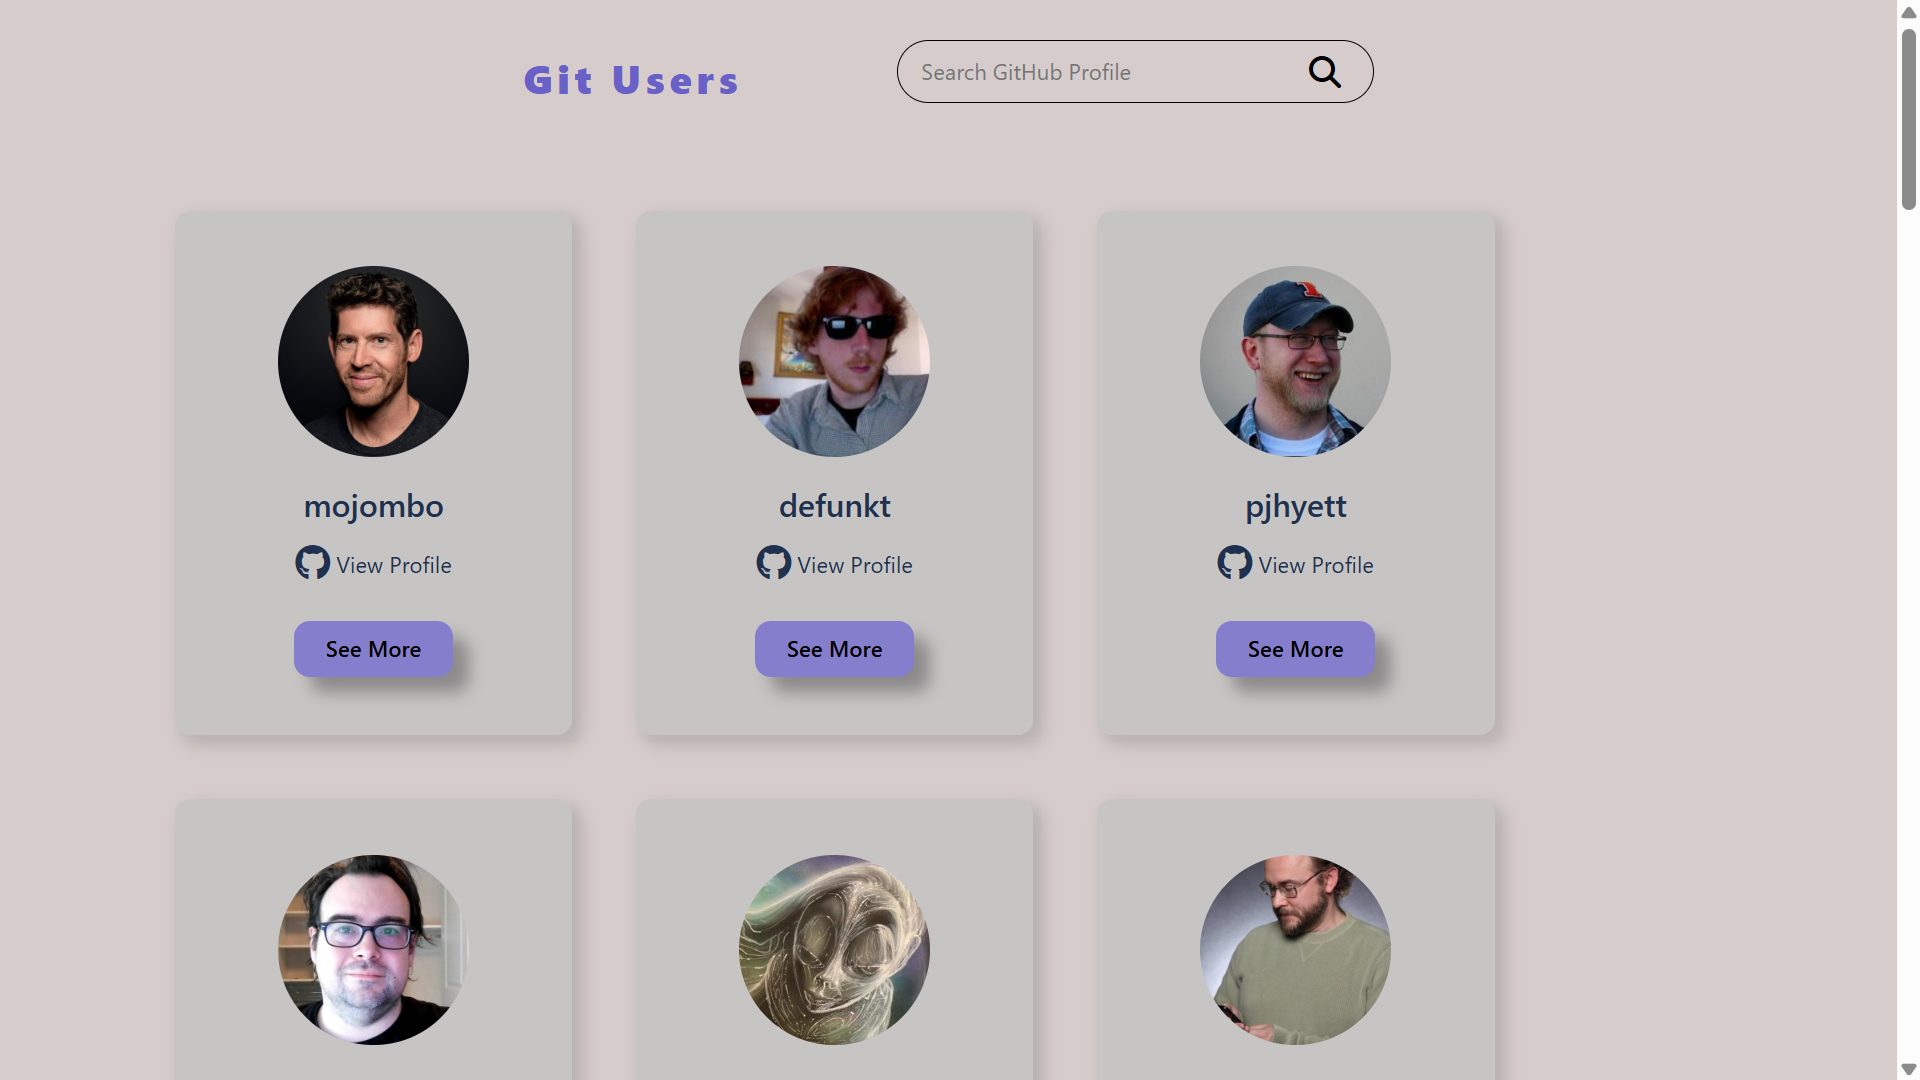 Git Users
Search GitHub Profile
mojombo
defunkt
pjhyett
View Profile
View Profile
View Profile
See More
See More
See More